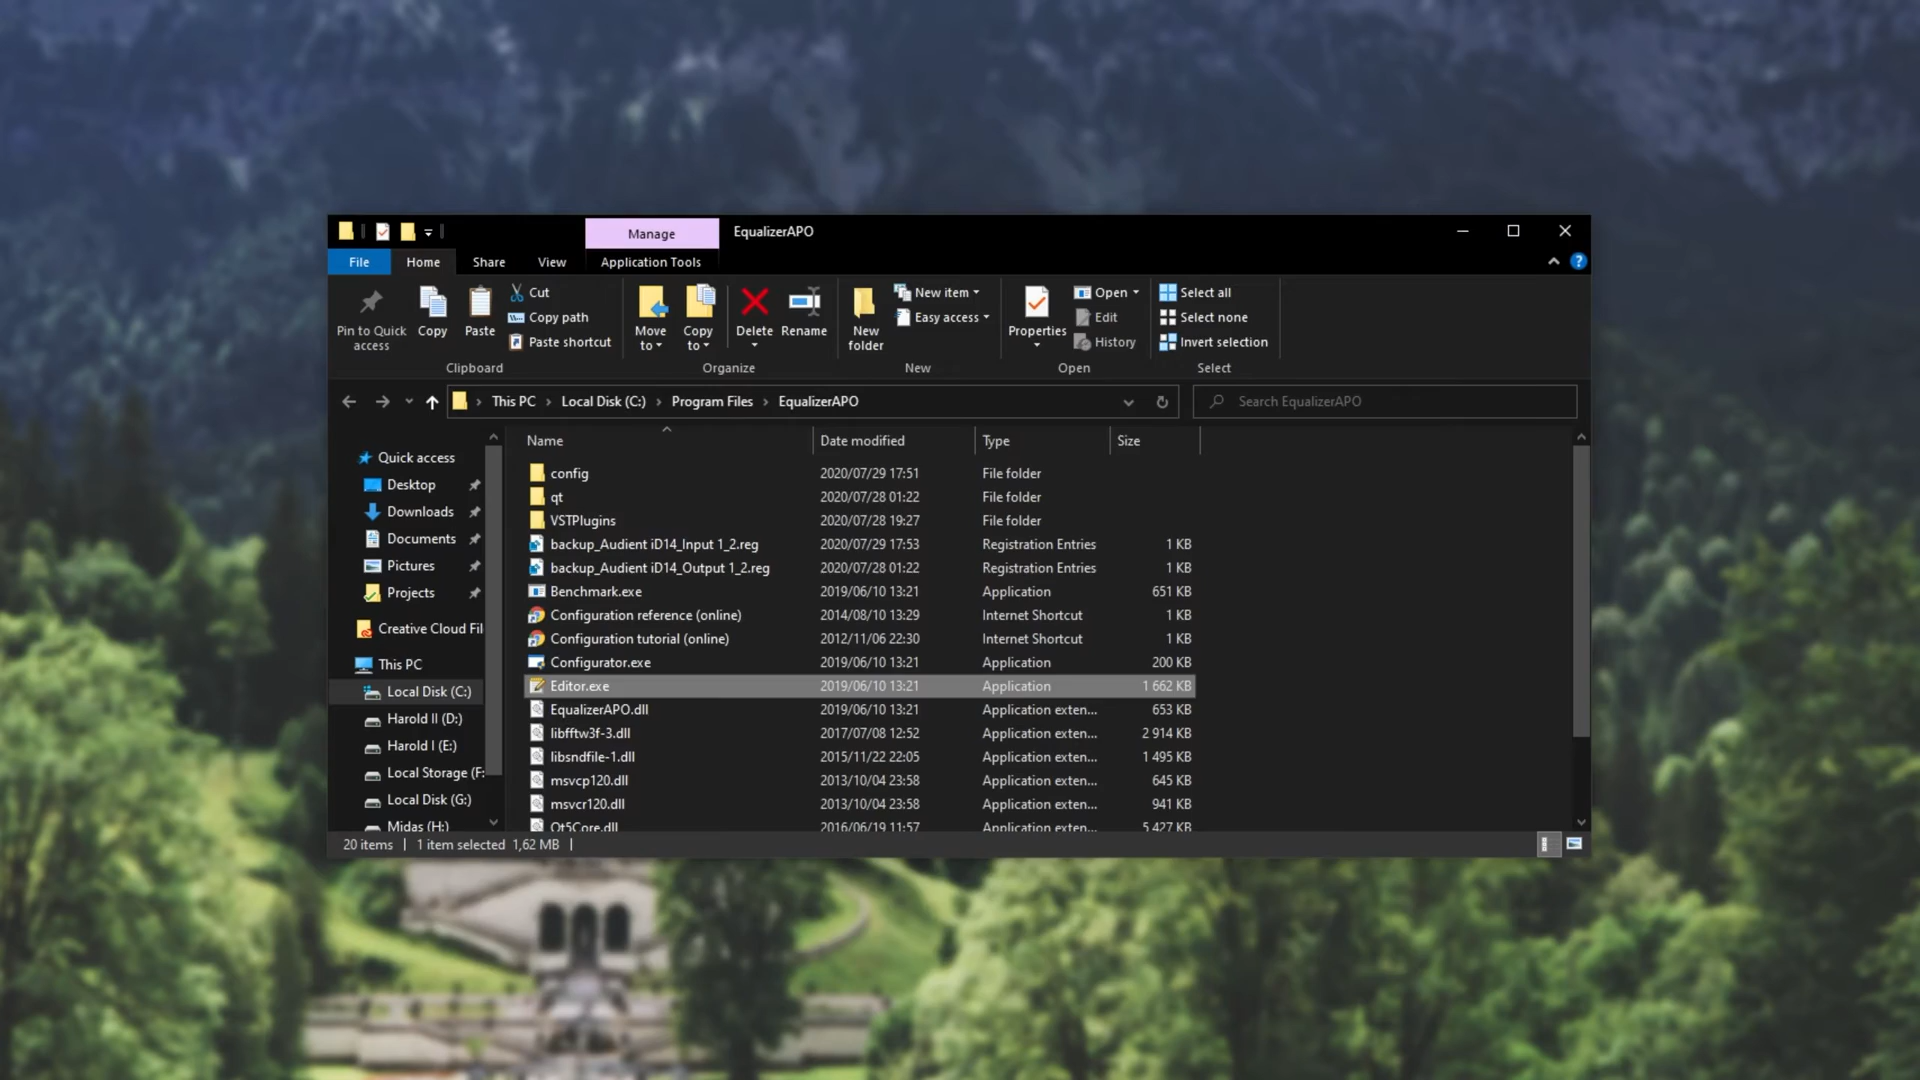 Manage EqualizerAPO
File Home Share View Application Tools
Pin to Quick access
Copy
Paste
Cut
Copy path
Paste shortcut
Clipboard
Move to
Copy to
Delete
Rename
Organize
New folder
New item
Easy access
New
Properties
Open
Edit
History
Open
Select all
Select none
Invert selection
Select
This PC > Local Disk (C:) > Program Files > EqualizerAPO
Search EqualizerAPO
Quick access
Desktop
Downloads
Documents
Pictures
Projects
Creative Cloud Fil
This PC
Local Disk (C:)
Harold II (D:)
Harold I (E:)
Local Storage (F:
Local Disk (G:)
Midas (H:)
Name Date modified Type Size
config 2020/07/29 17:51 File folder
qt 2020/07/28 01:22 File folder
VSTPlugins 2020/07/28 19:27 File folder
backup_Audient iD14_Input 1_2.reg 2020/07/29 17:53 Registration Entries 1 KB
backup_Audient iD14_Output 1_2.reg 2020/07/28 01:22 Registration Entries 1 KB
Benchmark.exe 2019/06/10 13:21 Application 651 KB
Configuration reference (online) 2014/08/10 13:29 Internet Shortcut 1 KB
Configuration tutorial (online) 2012/11/06 22:30 Internet Shortcut 1 KB
Configurator.exe 2019/06/10 13:21 Application 200 KB
Editor.exe 2019/06/10 13:21 Application 1 662 KB
EqualizerAPO.dll 2019/06/10 13:21 Application exten... 653 KB
libfftw3f-3.dll 2017/07/08 12:52 Application exten... 2 914 KB
libsndfile-1.dll 2015/11/22 22:05 Application exten... 1 495 KB
msvcp120.dll 2013/10/04 23:58 Application exten... 645 KB
msvcr120.dll 2013/10/04 23:58 Application exten... 941 KB
Qt5Core.dll 2016/06/19 11:57 Application exten... 5 427 KB
20 items | 1 item selected 1,62 MB |